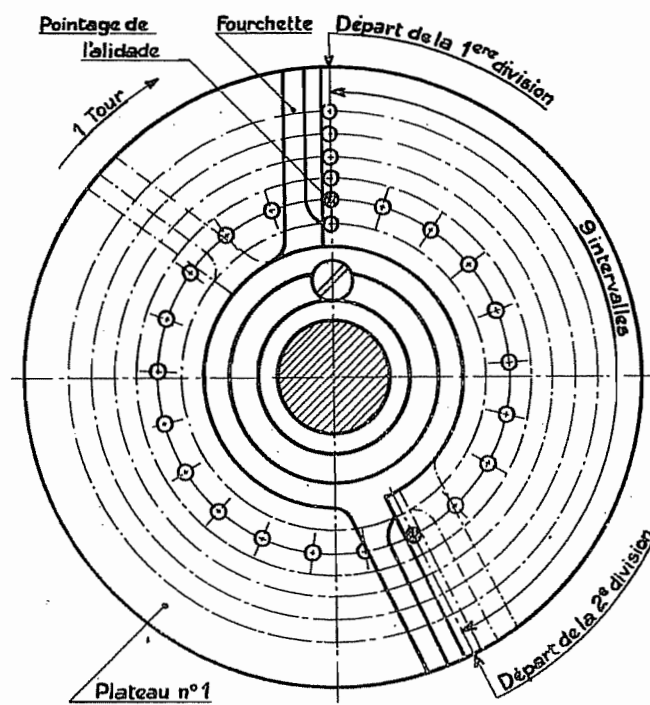 Pointage de
l'alidade
Fourchette
Départ de la 1ere division
1 Tour
9 intervalles
Départ de la 2e division
Plateau n°1